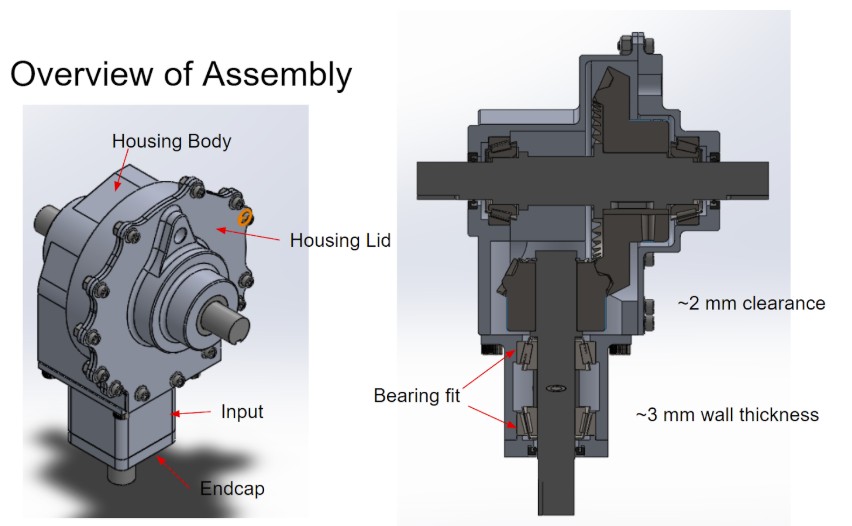 Overview of Assembly
Housing Body
Housing Lid
Input
Endcap
~2 mm clearance
Bearing fit
~3 mm wall thickness